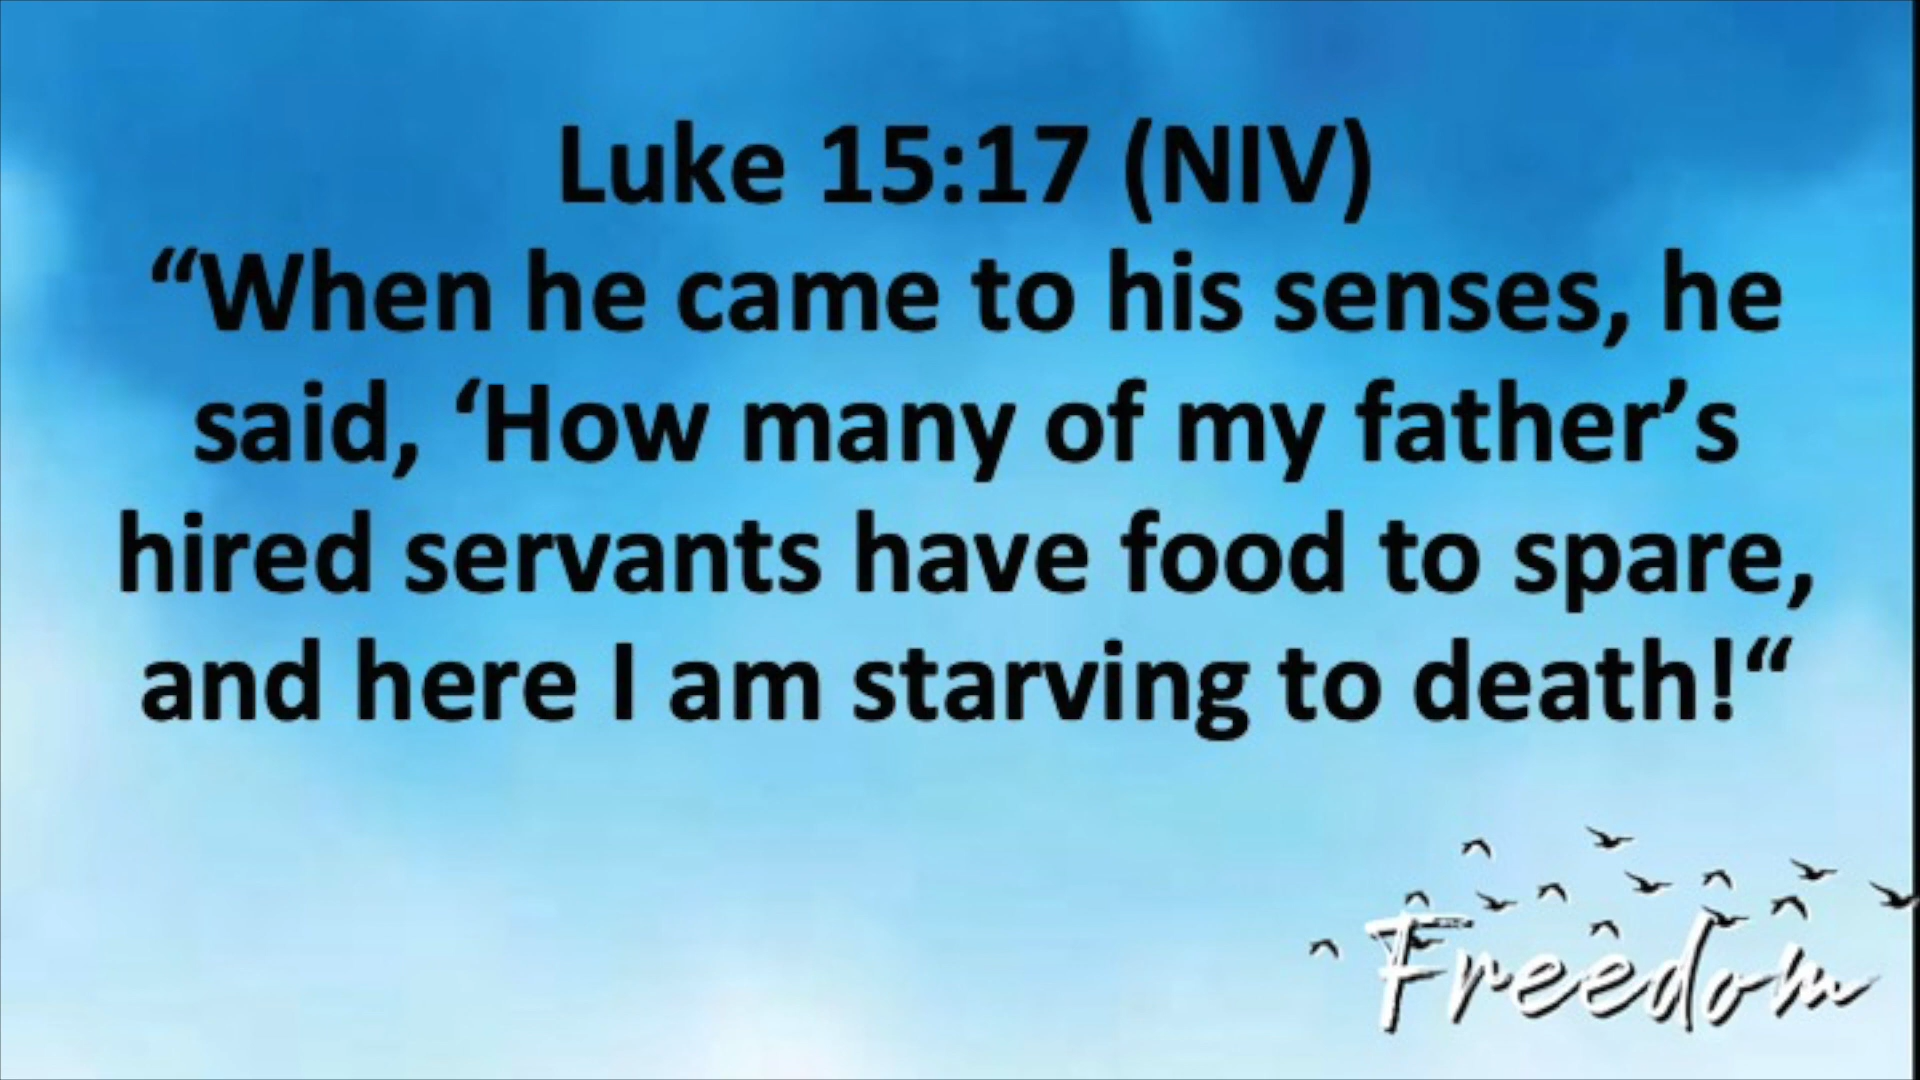 Luke 15:17 (NIV)
“When he came to his senses, he
said, ‘How many of my father’s
hired servants have food to spare,
and here I am starving to death!“
Freedom